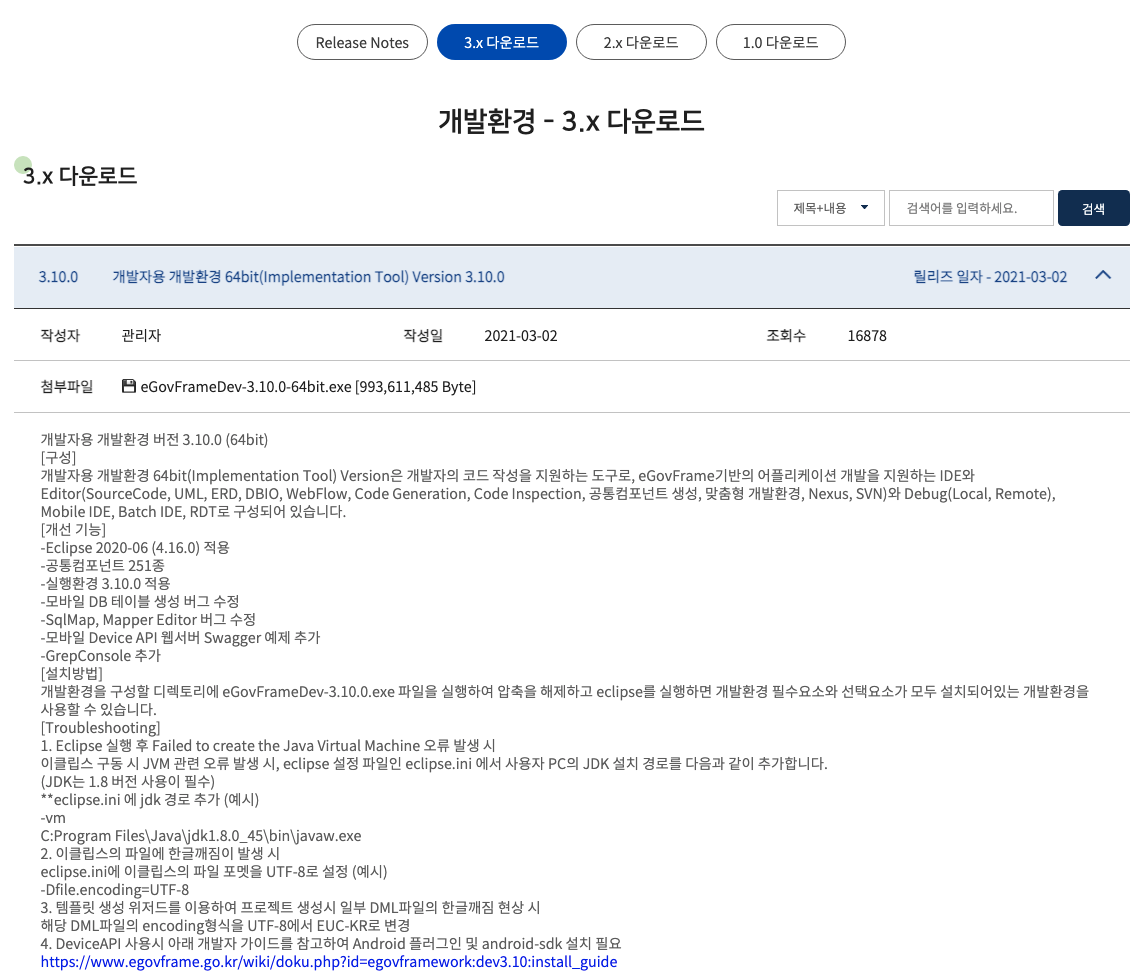 Release Notes
3.x 다운로드
2.x 다운로드
1.0 다운로드
개발환경 - 3.x 다운로드
3.x 다운로드
제목+내용
검색어를 입력하세요.
검색
3.10.0 개발자용 개발환경 64bit(Implementation Tool) Version 3.10.0 릴리즈 일자 - 2021-03-02
작성자 관리자 작성일 2021-03-02 조회수 16878
첨부파일 eGovFrameDev-3.10.0-64bit.exe [993,611,485 Byte]
개발자용 개발환경 버전 3.10.0 (64bit)
[구성]
개발자용 개발환경 64bit(Implementation Tool) Version은 개발자의 코드 작성을 지원하는 도구로, eGovFrame기반의 어플리케이션 개발을 지원하는 IDE와
Editor(SourceCode, UML, ERD, DBIO, WebFlow, Code Generation, Code Inspection, 공통컴포넌트 생성, 맞춤형 개발환경, Nexus, SVN)와 Debug(Local, Remote),
Mobile IDE, Batch IDE, RDT로 구성되어 있습니다.
[개선 기능]
-Eclipse 2020-06 (4.16.0) 적용
-공통컴포넌트 251종
-실행환경 3.10.0 적용
-모바일 DB 테이블 생성 버그 수정
-SqlMap, Mapper Editor 버그 수정
-모바일 Device API 웹서버 Swagger 예제 추가
-GrepConsole 추가
[설치방법]
개발환경을 구성할 디렉토리에 eGovFrameDev-3.10.0.exe 파일을 실행하여 압축을 해제하고 eclipse를 실행하면 개발환경 필수요소와 선택요소가 모두 설치되어있는 개발환경을
사용할 수 있습니다.
[Troubleshooting]
1. Eclipse 실행 후 Failed to create the Java Virtual Machine 오류 발생 시
이클립스 구동 시 JVM 관련 오류 발생 시, eclipse 설정 파일인 eclipse.ini 에서 사용자 PC의 JDK 설치 경로를 다음과 같이 추가합니다.
(JDK는 1.8 버전 사용이 필수)
**eclipse.ini 에 jdk 경로 추가 (예시)
-vm
C:Program Files\Java\jdk1.8.0_45\bin\javaw.exe
2. 이클립스의 파일에 한글깨짐이 발생 시
eclipse.ini에 이클립스의 파일 포멧을 UTF-8로 설정 (예시)
-Dfile.encoding=UTF-8
3. 템플릿 생성 위저드를 이용하여 프로젝트 생성시 일부 DML파일의 한글깨짐 현상 시
해당 DML파일의 encoding형식을 UTF-8에서 EUC-KR로 변경
4. DeviceAPI 사용시 아래 개발자 가이드를 참고하여 Android 플러그인 및 android-sdk 설치 필요
https://www.egovframe.go.kr/wiki/doku.php?id=egovframework:dev3.10:install_guide